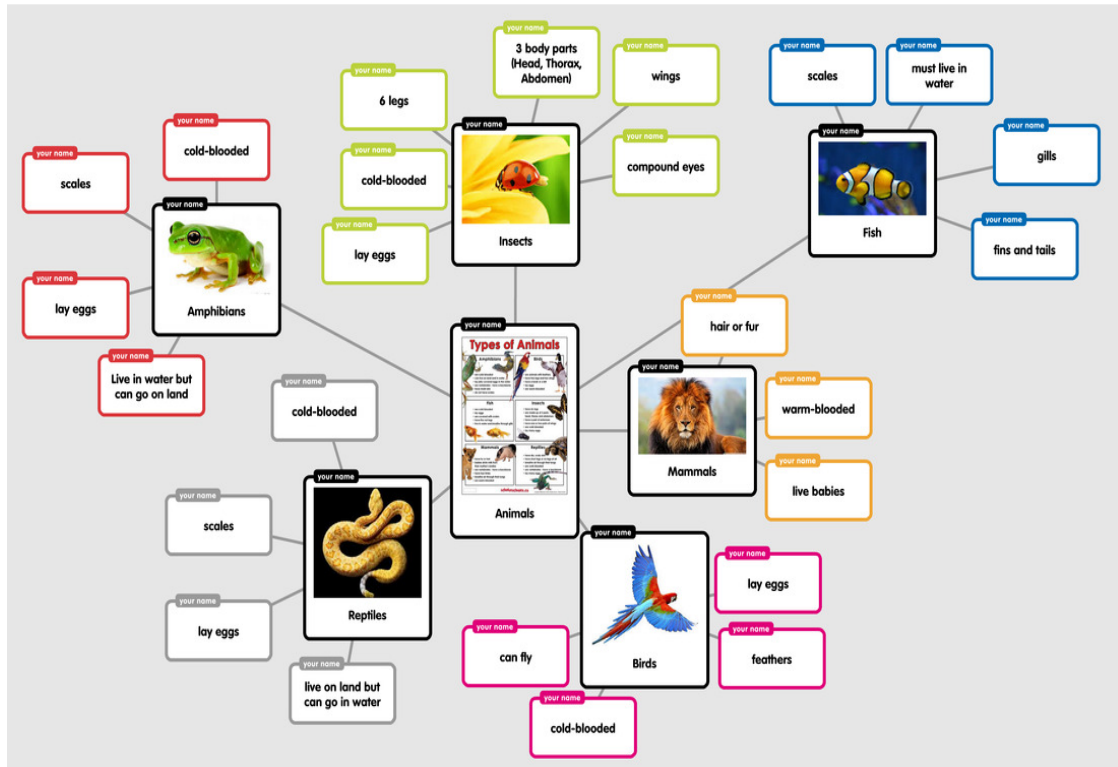 your name
3 body parts
(Head, Thorax,
Abdomen)
your name
wings
your name
6 legs
your name
cold-blooded
your name
lay eggs
your name
compound eyes
your name
Insects
your name
scales
your name
must live in
water
your name
gills
your name
fins and tails
your name
Fish
your name
cold-blooded
your name
scales
your name
lay eggs
your name
Live in water but
can go on land
your name
Amphibians
your name
Types of Animals
Amphibians
Birds
Fish
Insects
Mammals
Reptiles
Animals
your name
hair or fur
your name
warm-blooded
your name
live babies
your name
Mammals
your name
cold-blooded
your name
scales
your name
lay eggs
your name
live on land but
can go in water
your name
Reptiles
your name
lay eggs
your name
feathers
your name
can fly
your name
cold-blooded
your name
Birds